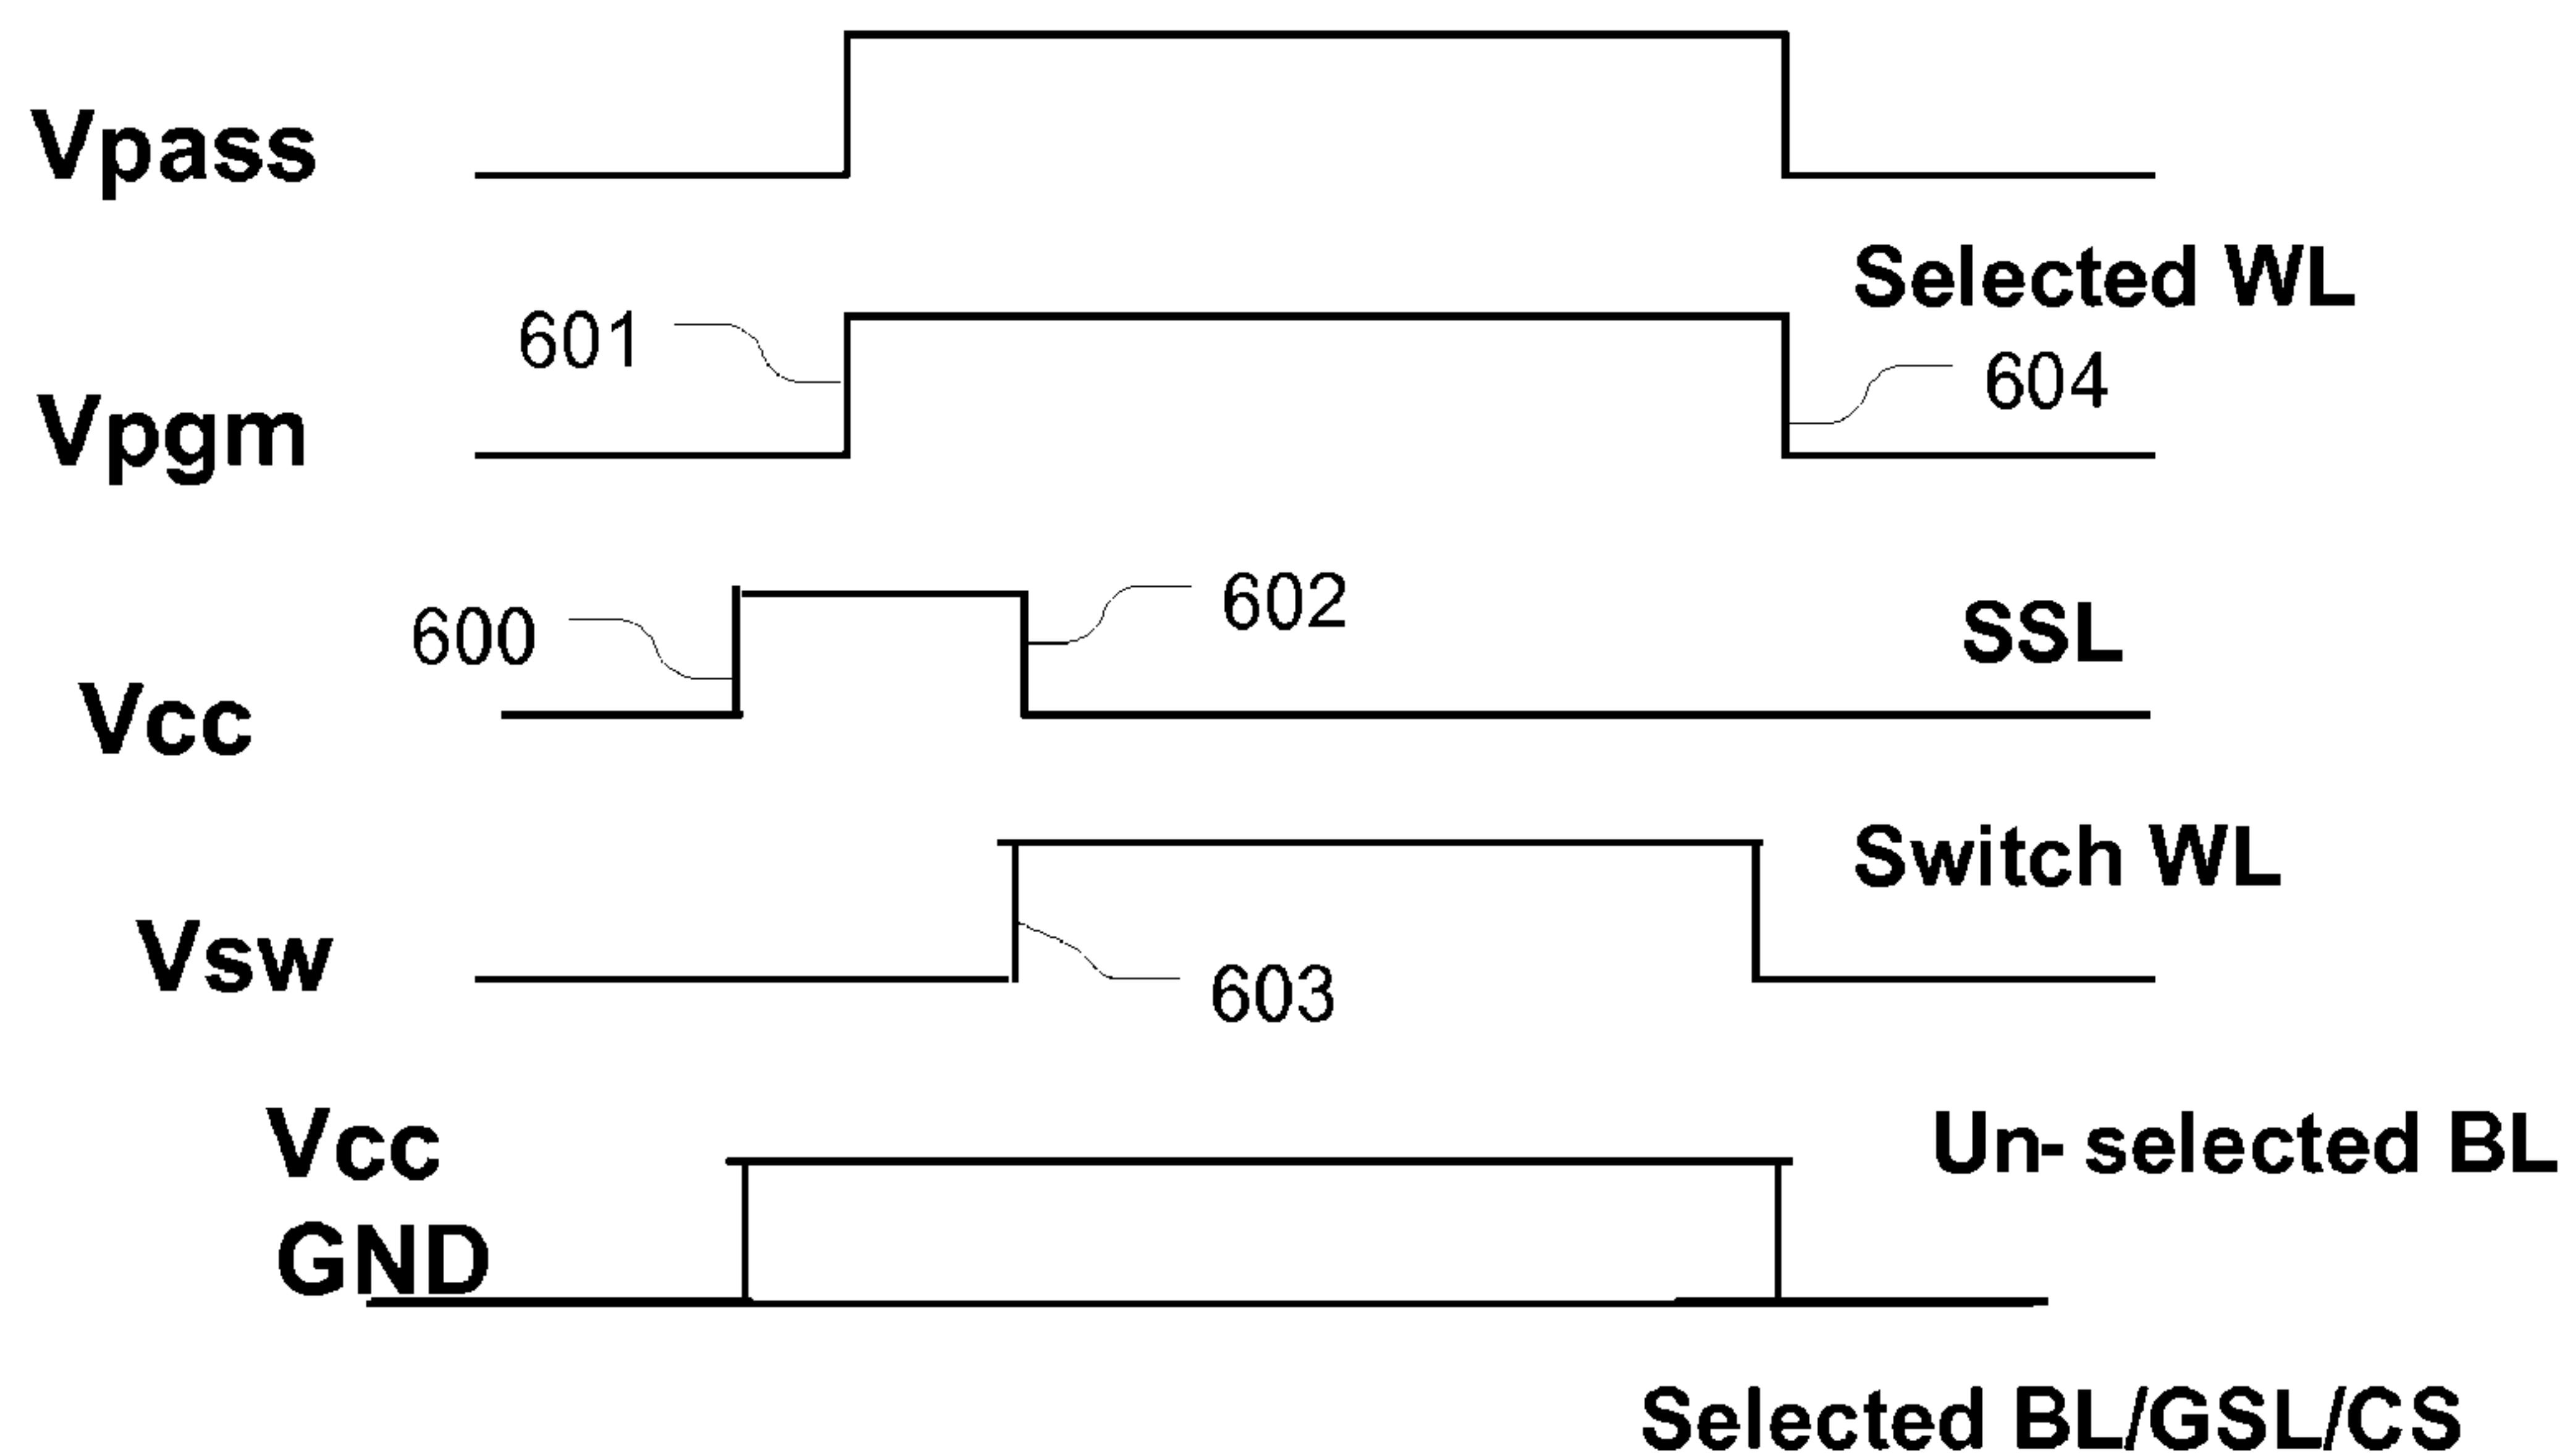 Vpass
Selected WL
601
604
Vpgm
600
602
SSL
Vcc
Switch WL
Vsw
603
Vcc
Un- selected BL
GND
Selected BL/GSL/CS